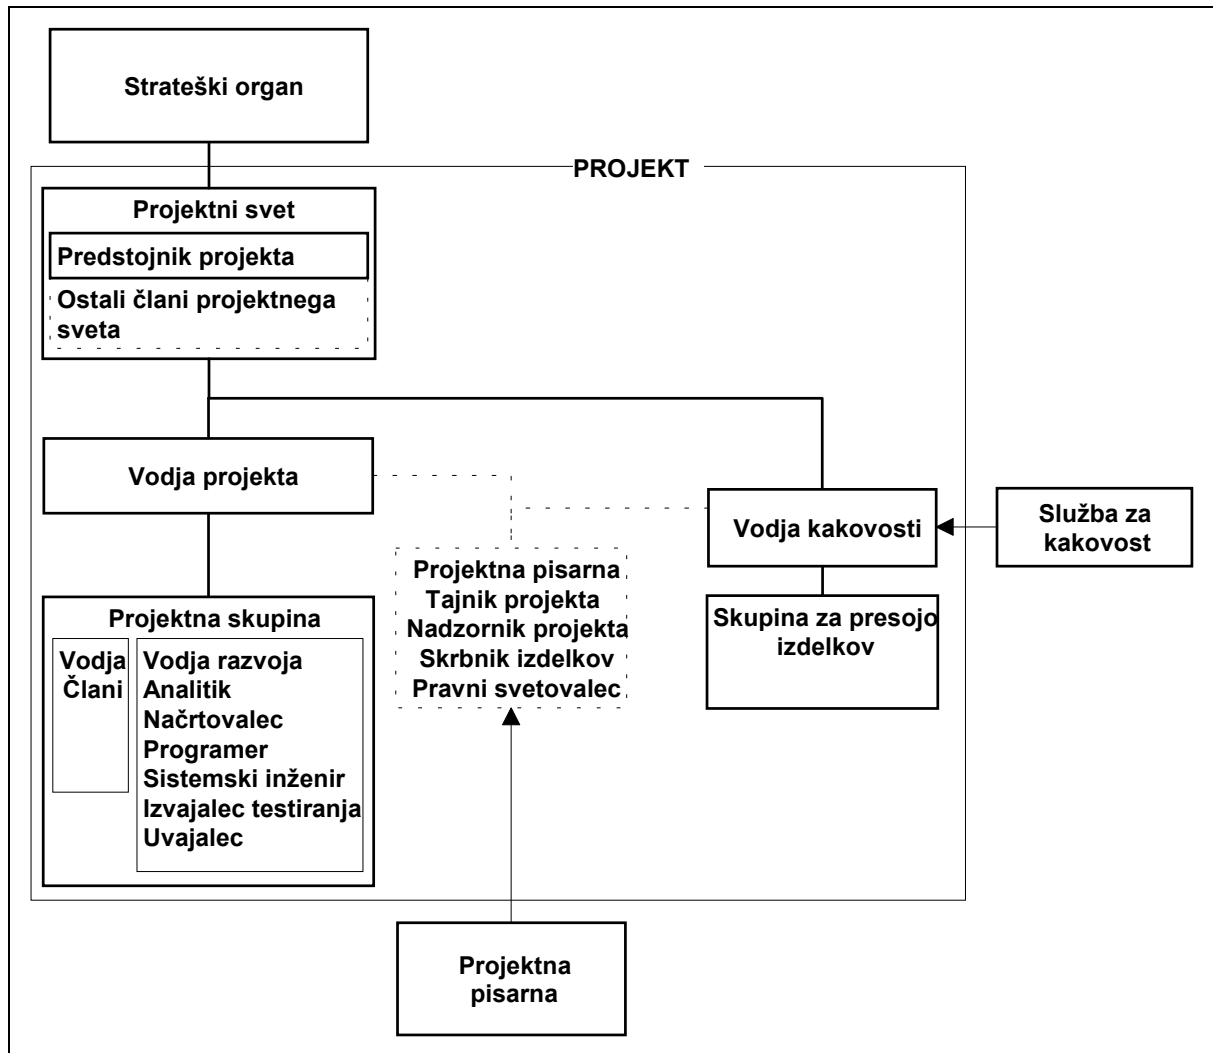 Strateški organ
PROJEKT
Projektni svet
Predstojnik projekta
Ostali člani projektnega
sveta
Vodja projekta
Vodja kakovosti
Služba za
kakovost
Projektna pisarna
Tajnik projekta
Nadzornik projekta
Skrbnik izdelkov
Pravni svetovalec
Skupina za presojo
izdelkov
Projektna skupina
Vodja
Člani
Vodja razvoja
Analitik
Načrtovalec
Programer
Sistemski inženir
Izvajalec testiranja
Uvajalec
Projektna
pisarna